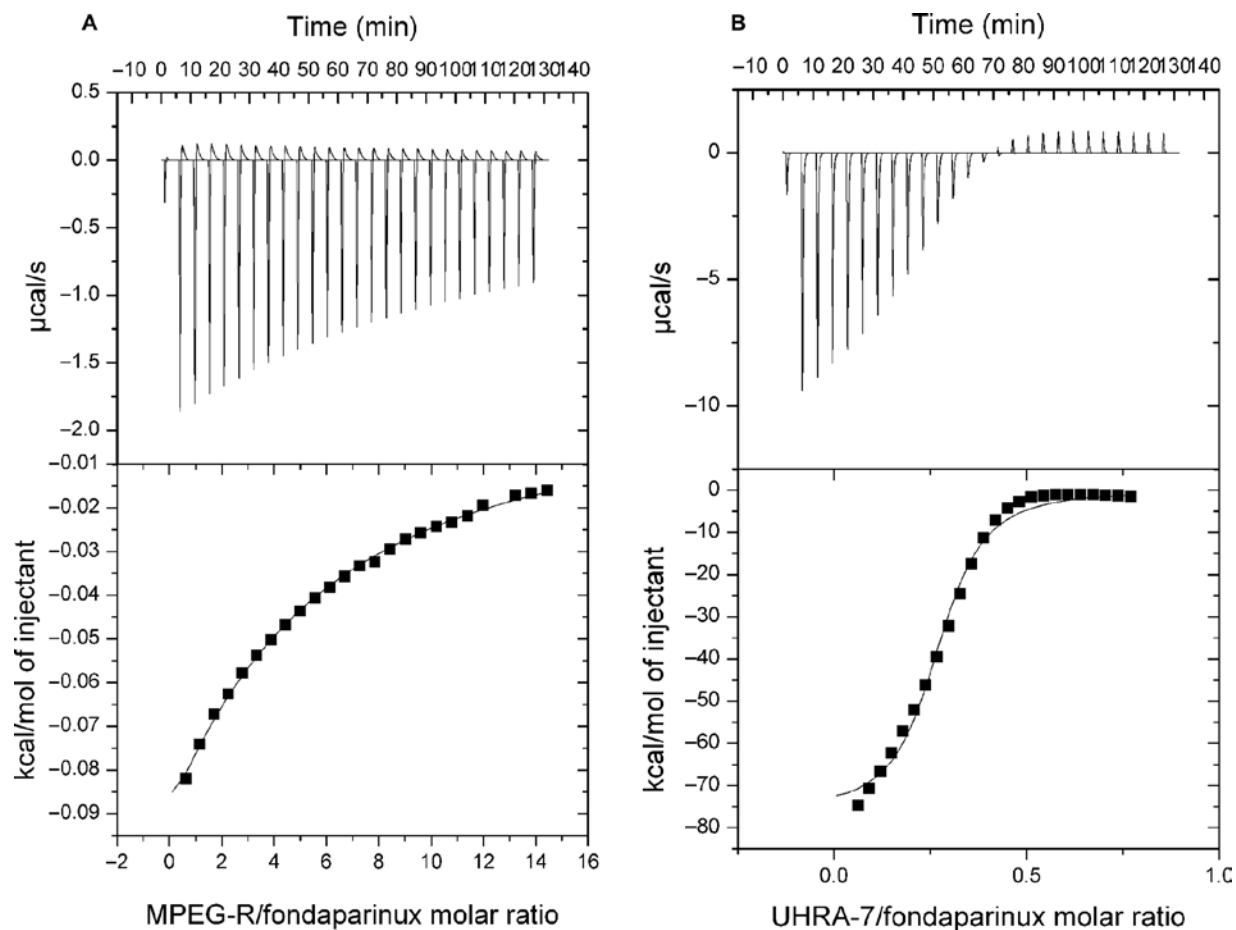 A
Time (min)
–10 0 10 20 30 40 50 60 70 80 90 100 110 120 130 140
0.5
0.0
–0.5
–1.0
–1.5
–2.0
µcal/s
–0.01
–0.02
–0.03
–0.04
–0.05
–0.06
–0.07
–0.08
–0.09
kcal/mol of injectant
–2 0 2 4 6 8 10 12 14 16
MPEG-R/fondaparinux molar ratio
B
Time (min)
–10 0 10 20 30 40 50 60 70 80 90 100 110 120 130 140
0
–5
–10
µcal/s
0
–10
–20
–30
–40
–50
–60
–70
–80
kcal/mol of injectant
0.0 0.5 1.0
UHRA-7/fondaparinux molar ratio